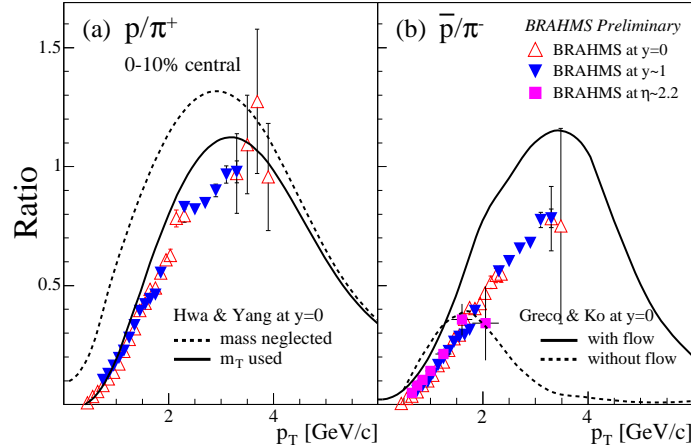 (a) p/π⁺
0-10% central
(b) p̅/π⁻
BRAHMS Preliminary
BRAHMS at y=0
BRAHMS at y~1
BRAHMS at η~2.2
Ratio
1.5
1
0.5
Hwa & Yang at y=0
mass neglected
m_T used
Greco & Ko at y=0
with flow
without flow
0 2 4 0 2 4
p_T [GeV/c] p_T [GeV/c]